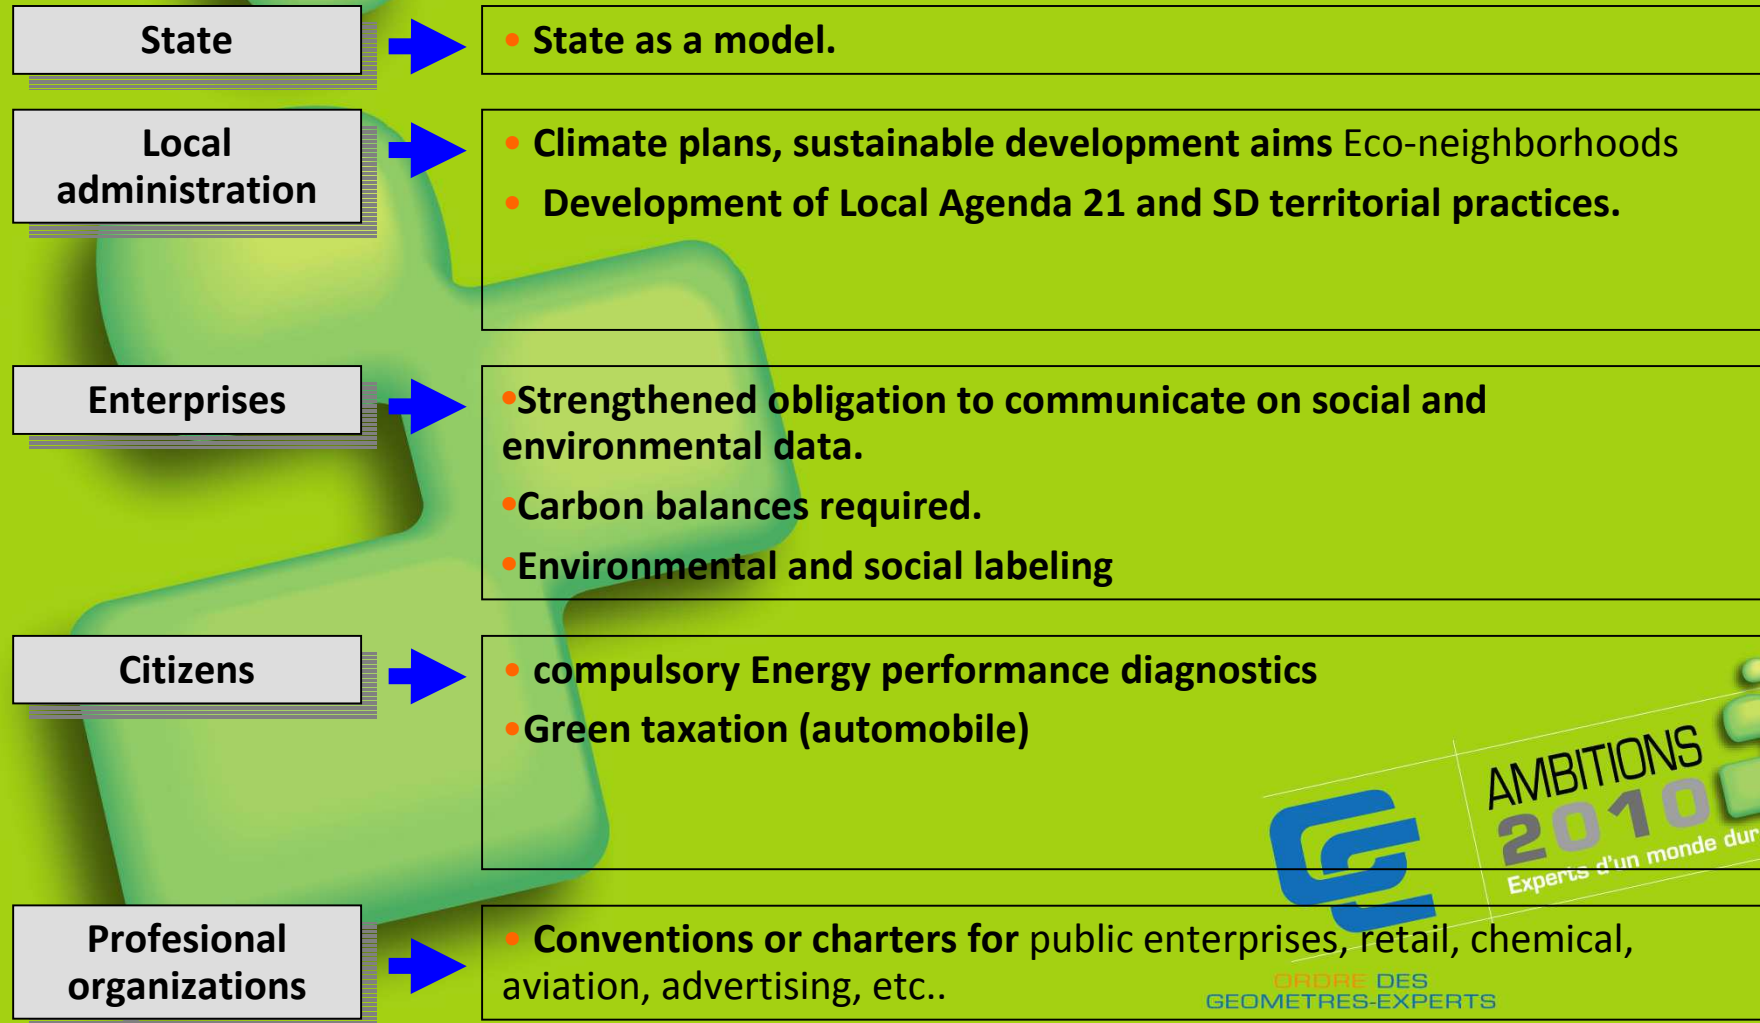 State
• State as a model.
Local
administration
• Climate plans, sustainable development aims Eco-neighborhoods
• Development of Local Agenda 21 and SD territorial practices.
Enterprises
•Strengthened obligation to communicate on social and
environmental data.
•Carbon balances required.
•Environmental and social labeling
Citizens
• compulsory Energy performance diagnostics
•Green taxation (automobile)
AMBITIONS
2010
Experts d'un monde dur
Profesional
organizations
• Conventions or charters for public enterprises, retail, chemical,
aviation, advertising, etc..
ORDRE DES
GEOMETRES-EXPERTS